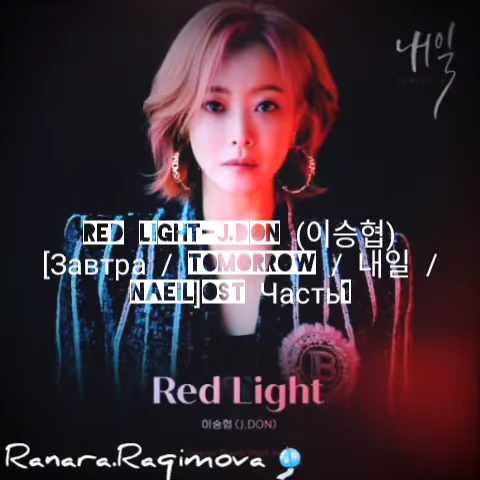 내일
RED LIGHT-J.DON (이승협)
[Завтра / TOMORROW / 내일 /
NAEIL]OST Часть1
Red Light
이승협 (J.DON)
Ranara.Ragimova